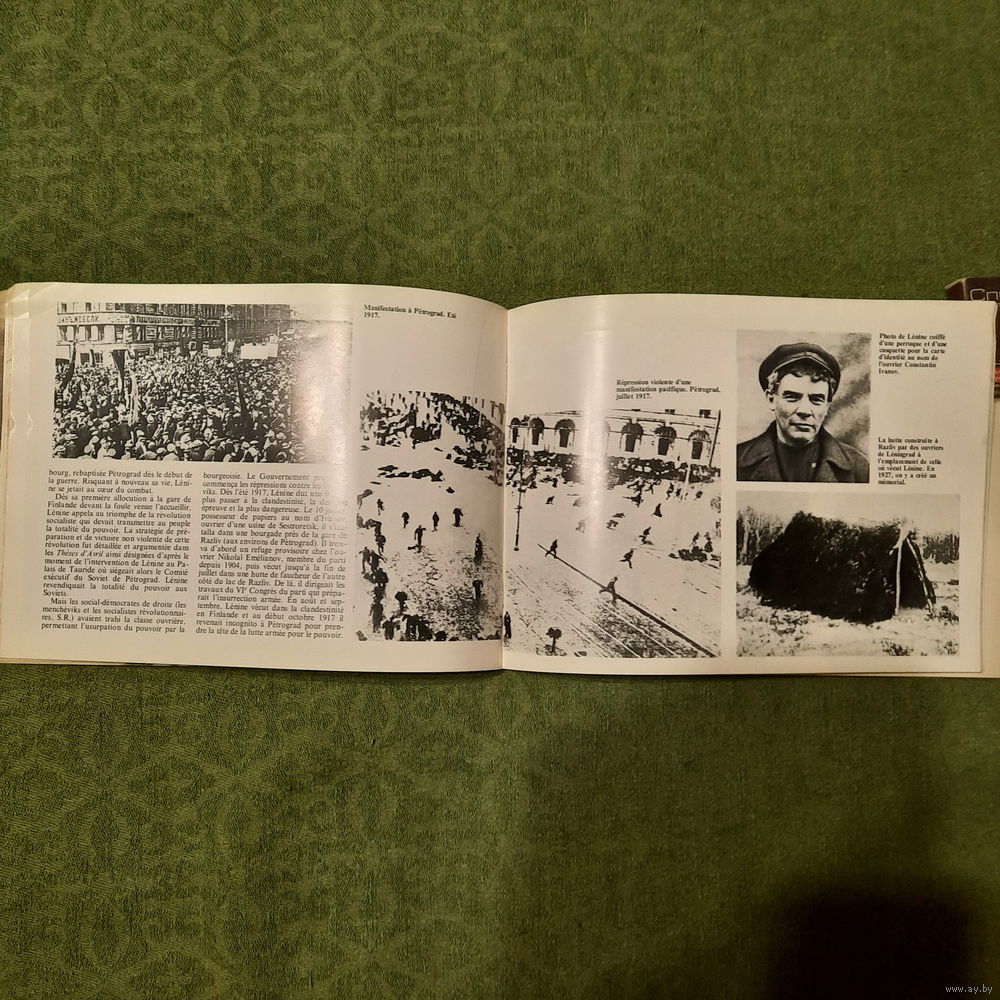 Manifestation à Pétrograd. Eté
1917.
bourg, rebaptisée Pétrograd dès le début de
la guerre. Risquant à nouveau sa vie, Léni-
ne se jetait au cœur du combat.
Dès sa première allocution à la gare de
Finlande devant la foule venue l'accueillir,
Lénine appela au triomphe de la révolution
socialiste qui devait transmettre au peuple
la totalité du pouvoir. La stratégie de pré-
paration et de victoire non violente de cette
révolution fut détaillée et argumentée dans
les Thèses d'Avril ainsi désignées d'après le
moment de l'intervention de Lénine au Pa-
lais de Tauride où siégeait alors le Comité
exécutif du Soviet de Pétrograd. Lénine
revendiquait la totalité du pouvoir aux
Soviets.
Mais les social-démocrates de droite (les
menchéviks et les socialistes révolutionnai-
res, S.R.) avaient trahi la classe ouvrière,
permettant l'usurpation du pouvoir par la
bourgeoisie. Le Gouvernement
commença les répressions contre les
viks. Dès l'été 1917, Lénine dut une
plus passer à la clandestinité, la
épreuve et la plus dangereuse. Le 10
possesseur de papiers au nom d'
ouvrier d'une usine de Sestroretsk, il s'
talla dans une bourgade près de la gare de
Razliv (aux environs de Pétrograd). Il trou-
va d'abord un refuge provisoire chez l'ou-
vrier Nikolaï Emélianov, membre du parti
depuis 1904, puis vécut jusqu'à la fin de
juillet dans une hutte de faucheur de l'autre
côté du lac de Razliv. De là, il dirigeait les
travaux du VIᵉ Congrès du parti qui prépa-
rait l'insurrection armée. En août et sep-
tembre, Lénine vécut dans la clandestinité
en Finlande et au début octobre 1917 il
revenait incognito à Pétrograd pour pren-
dre la tête de la lutte armée pour le pouvoir.
Répression violente d'une
manifestation pacifique. Pétrograd,
juillet 1917.
Photo de Lénine coiffé
d'une perruque et d'une
casquette pour la carte
d'identité au nom de
l'ouvrier Constantin
Ivanov.
La hutte construite à
Razliv par des ouvriers
de Léningrad à
l'emplacement de celle
où vécut Lénine. En
1927, on y a créé un
mémorial.
www.ay.by